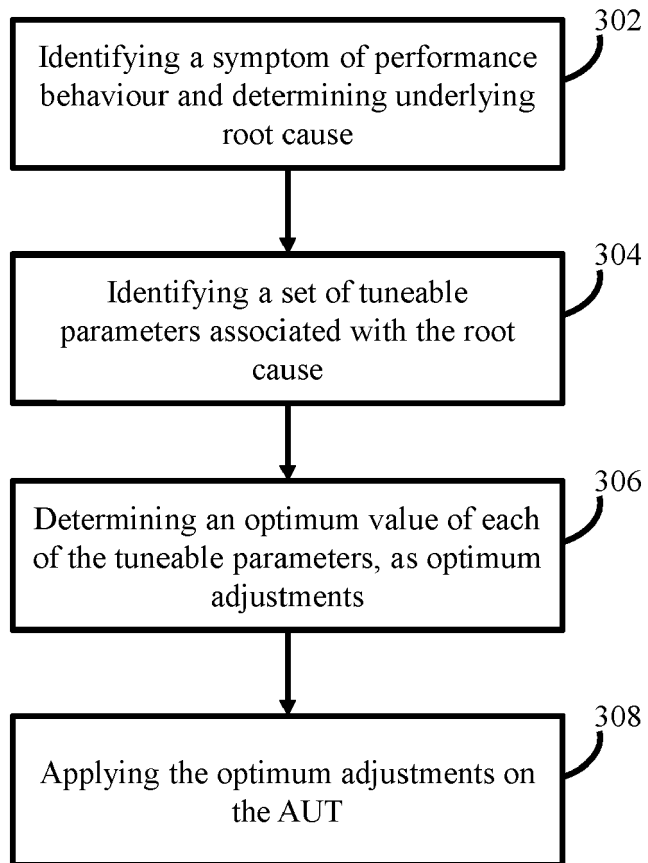 302
Identifying a symptom of performance
behaviour and determining underlying
root cause
304
Identifying a set of tuneable
parameters associated with the root
cause
306
Determining an optimum value of each
of the tuneable parameters, as optimum
adjustments
308
Applying the optimum adjustments on
the AUT